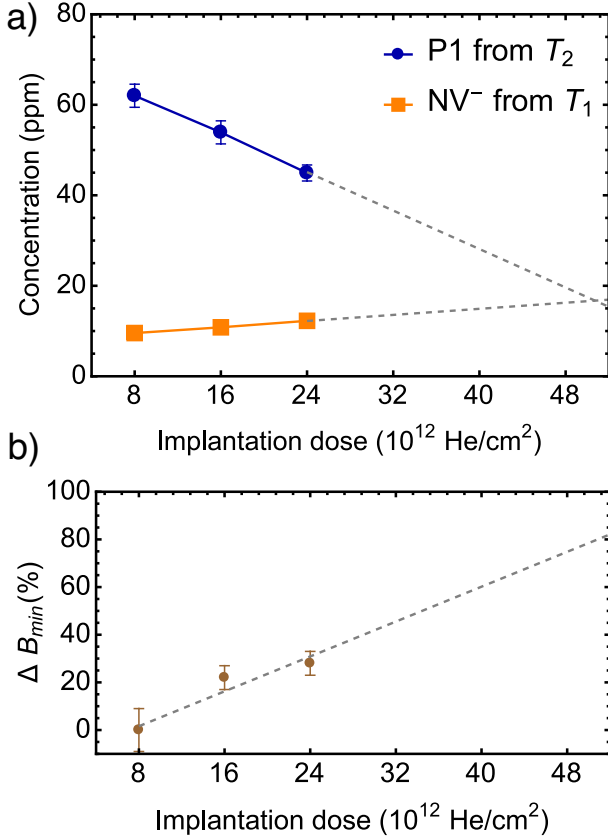 a)
80
60
40
20
0
Concentration (ppm)
P1 from T₂
NV⁻ from T₁
8 16 24 32 40 48
Implantation dose (10¹² He/cm²)
b)
100
80
60
40
20
0
Δ Bₘᵢₙ(%)
8 16 24 32 40 48
Implantation dose (10¹² He/cm²)